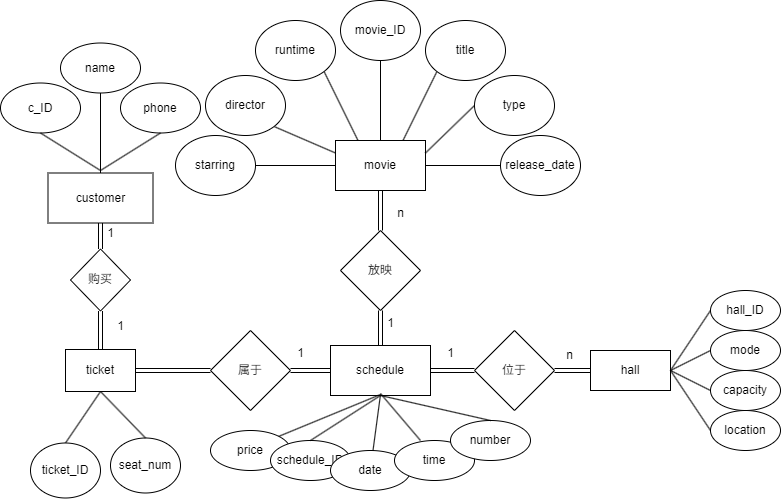 movie_ID
runtime
title
name
c_ID
phone
director
type
starring
movie
release_date
customer
n
1
购买
放映
1
1
1
1
n
ticket
属于
schedule
位于
hall
hall_ID
mode
capacity
location
price
schedule_ID
date
time
number
ticket_ID
seat_num